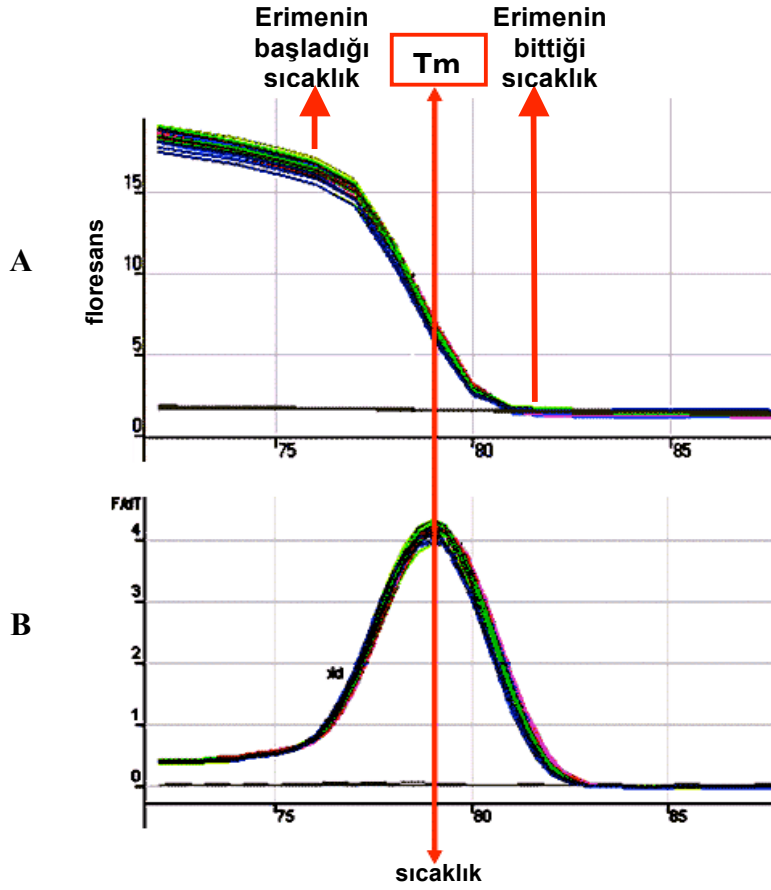 Erimenin
başladığı
sıcaklık
Tm
Erimenin
bittiği
sıcaklık
A
floresans
15
10
5
0
75
80
85
B
F/dT
4
3
2
1
0
75
80
85
sıcaklık